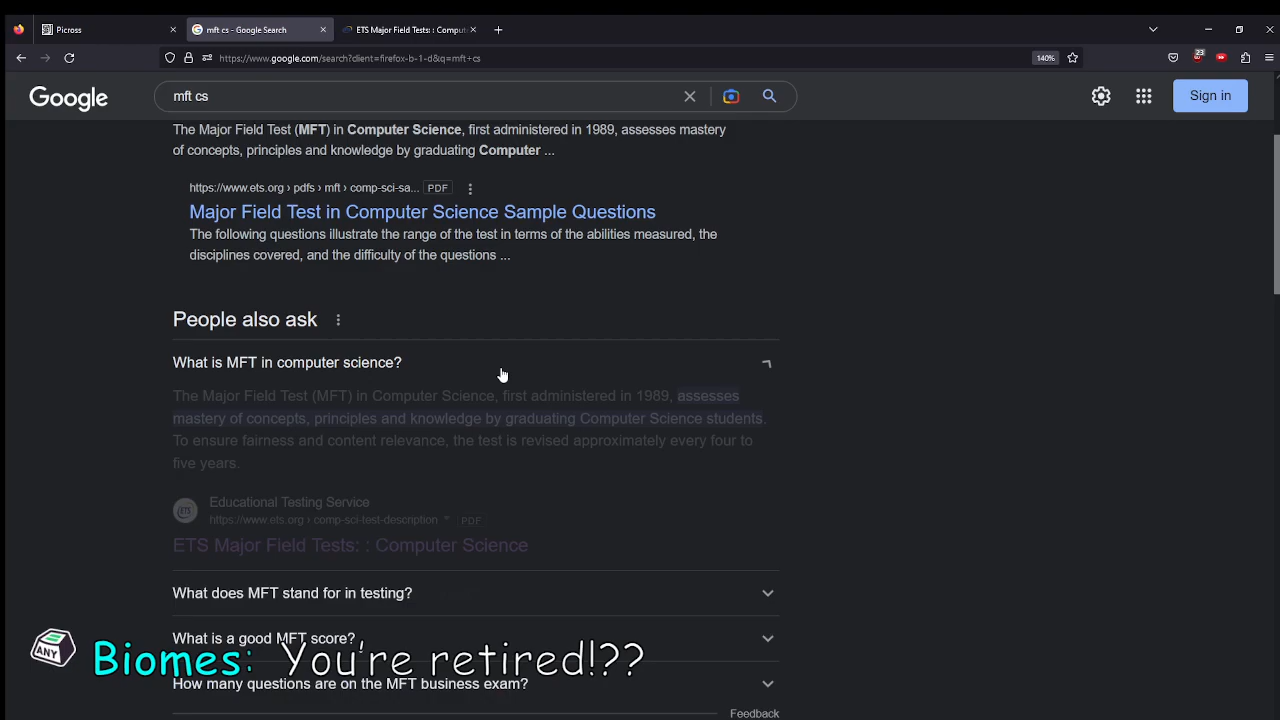 Picross
mft cs - Google Search
ETS Major Field Tests : Comput
https://www.google.com/search?client=firefox-b-1-d&q=mft+cs
140%
23
Google
mft cs
Sign in
The Major Field Test (MFT) in Computer Science, first administered in 1989, assesses mastery
of concepts, principles and knowledge by graduating Computer ...
https://www.ets.org › pdfs › mft › comp-sci-sa... PDF
Major Field Test in Computer Science Sample Questions
The following questions illustrate the range of the test in terms of the abilities measured, the
disciplines covered, and the difficulty of the questions ...
People also ask
What is MFT in computer science?
The Major Field Test (MFT) in Computer Science, first administered in 1989, assesses
mastery of concepts, principles and knowledge by graduating Computer Science students.
To ensure fairness and content relevance, the test is revised approximately every four to
five years.
ETS
Educational Testing Service
https://www.ets.org › comp-sci-test-description PDF
ETS Major Field Tests: : Computer Science
What does MFT stand for in testing?
What is a good MFT score?
ANY
Biomes: You're retired!??
How many questions are on the MFT business exam?
Feedback